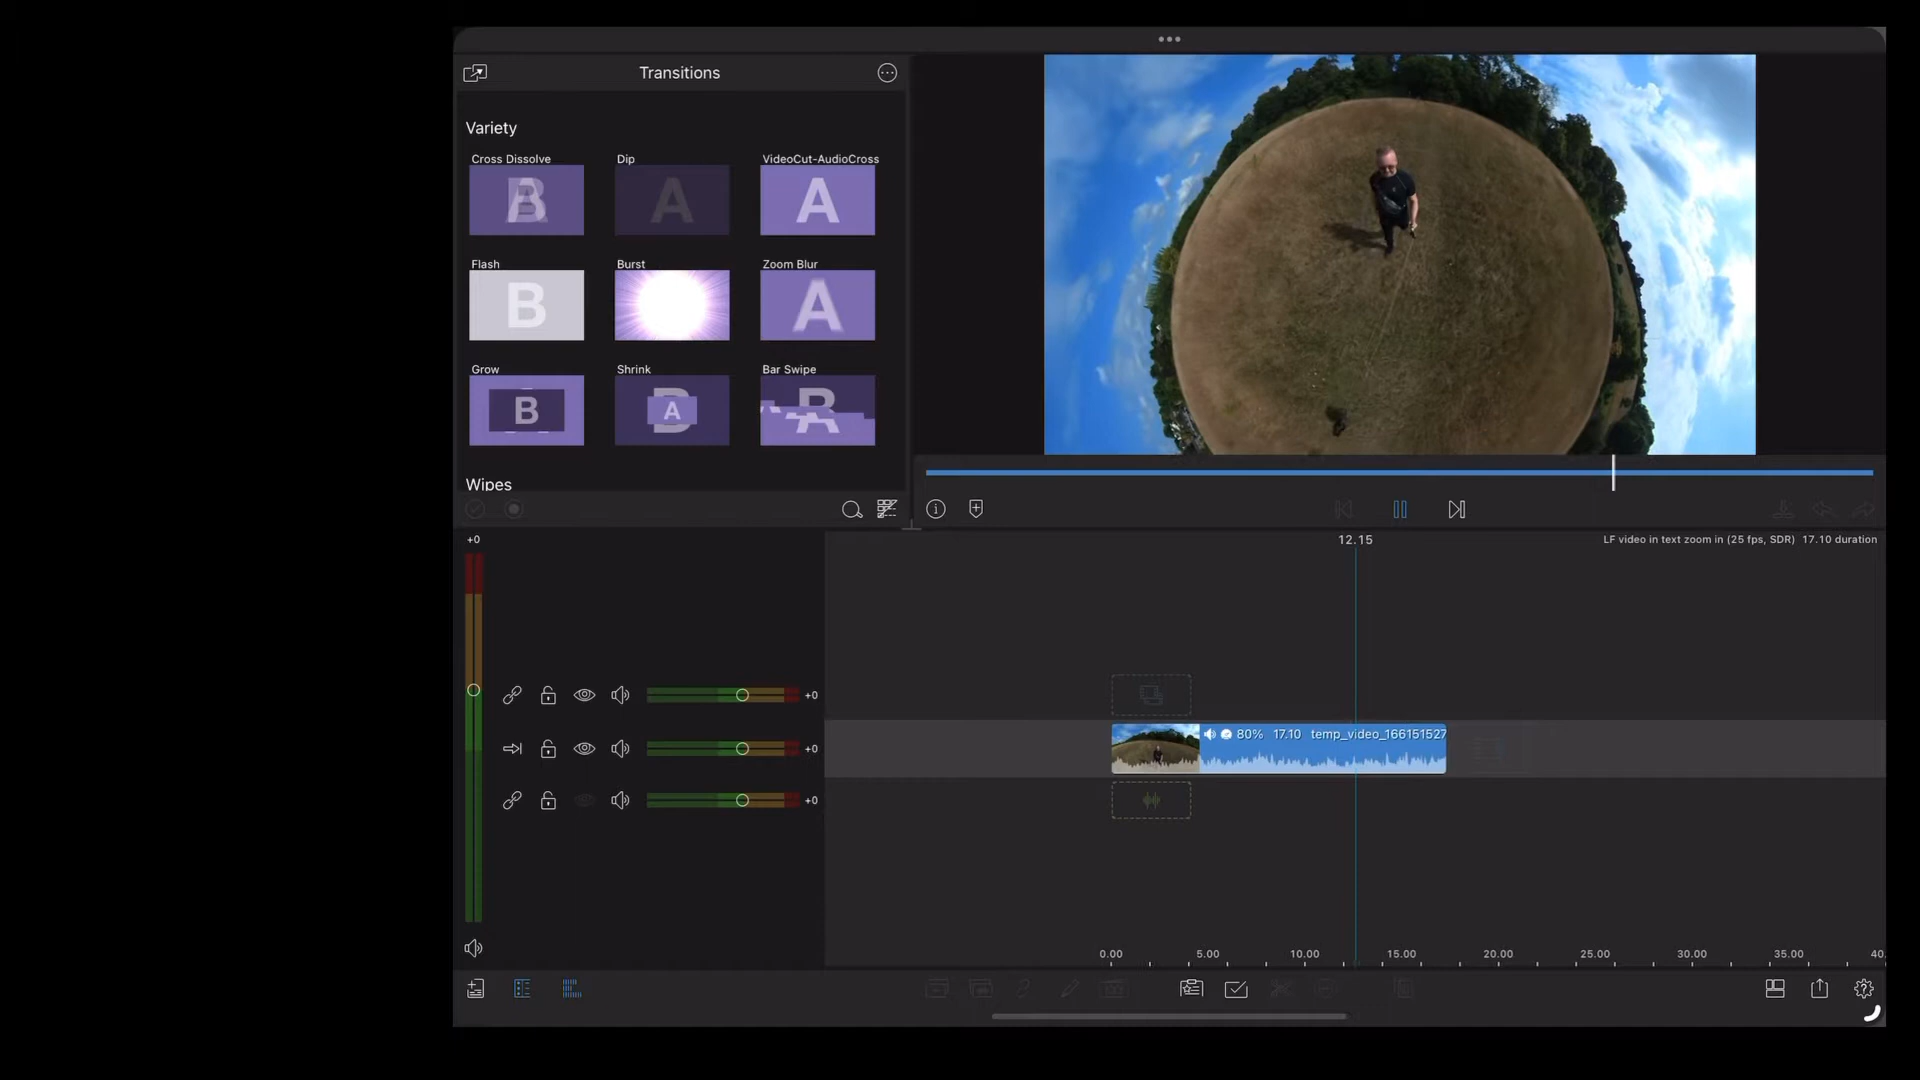 Transitions
Variety
Cross Dissolve
Dip
VideoCut-AudioCross
B
A
A
A
Flash
Burst
Zoom Blur
B
A
Grow
Shrink
Bar Swipe
B
B
A
B
A
Wipes
+0
12.15
LF video in text zoom in (25 fps, SDR) 17.10 duration
+0
80% 17.10 temp_video_166151527
+0
+0
0.00 5.00 10.00 15.00 20.00 25.00 30.00 35.00 40.